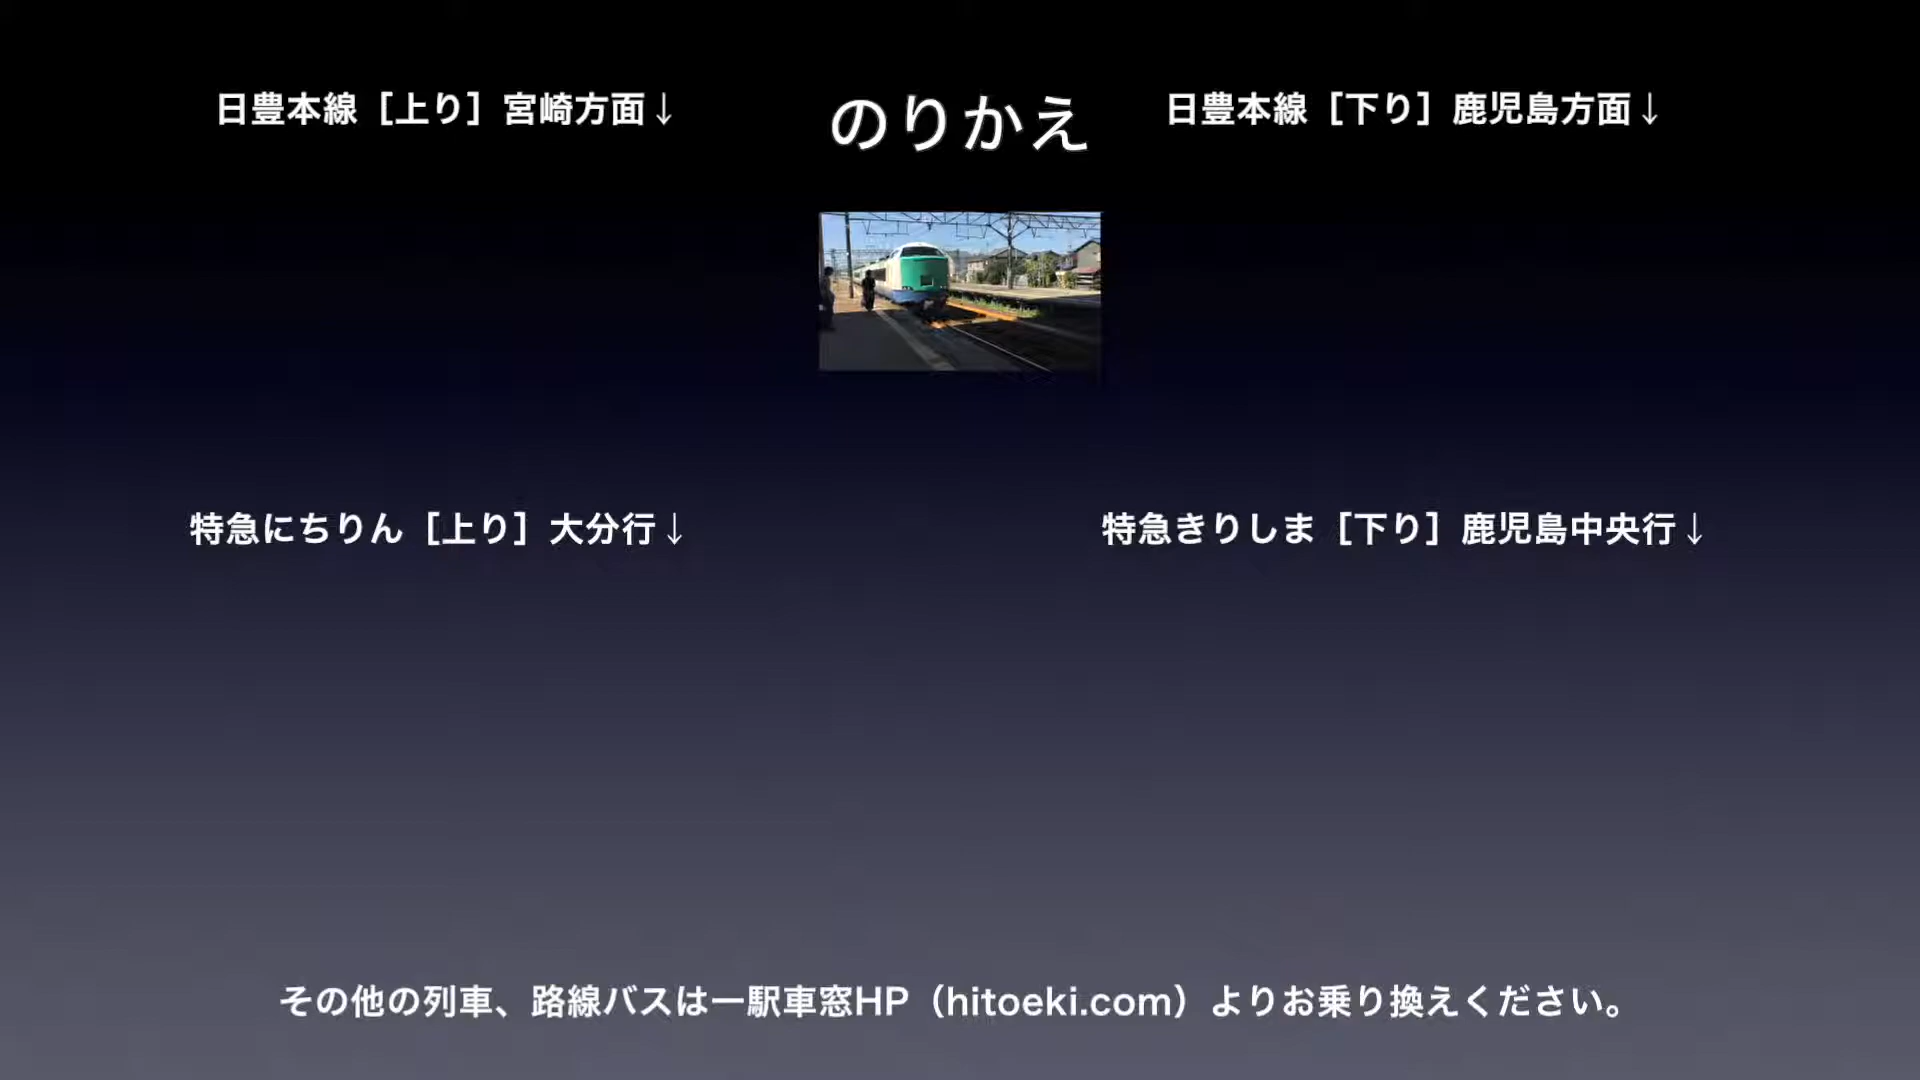 日豊本線［上り］宮崎方面↓
のりかえ
日豊本線［下り］鹿児島方面↓
特急にちりん［上り］大分行↓
特急きりしま［下り］鹿児島中央行↓
その他の列車、路線バスは一駅車窓HP（hitoeki.com）よりお乗り換えください。